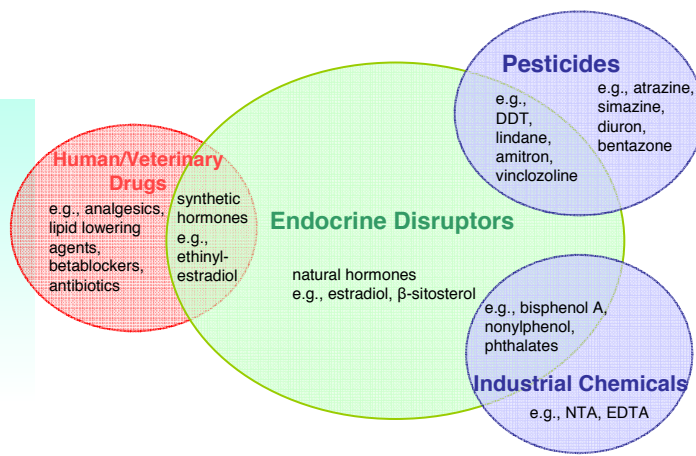 Pesticides
e.g.,
DDT,
lindane,
amitron,
vinclozoline
e.g., atrazine,
simazine,
diuron,
bentazone
Human/Veterinary
Drugs
e.g., analgesics,
lipid lowering
agents,
betablockers,
antibiotics
synthetic
hormones
e.g.,
ethinyl-
estradiol
Endocrine Disruptors
natural hormones
e.g., estradiol, β-sitosterol
e.g., bisphenol A,
nonylphenol,
phthalates
Industrial Chemicals
e.g., NTA, EDTA